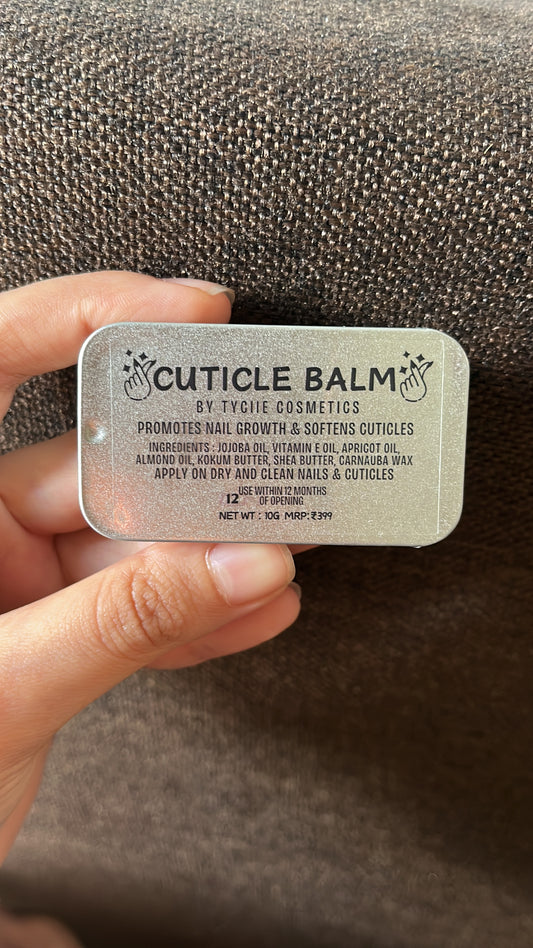 CUTICLE BALM
BY TYCIIE COSMETICS
PROMOTES NAIL GROWTH & SOFTENS CUTICLES
INGREDIENTS : JOJOBA OIL, VITAMIN E OIL, APRICOT OIL,
ALMOND OIL, KOKUM BUTTER, SHEA BUTTER, CARNAUBA WAX
APPLY ON DRY AND CLEAN NAILS & CUTICLES
12 USE WITHIN 12 MONTHS
OF OPENING
NET WT : 10G MRP: ₹399